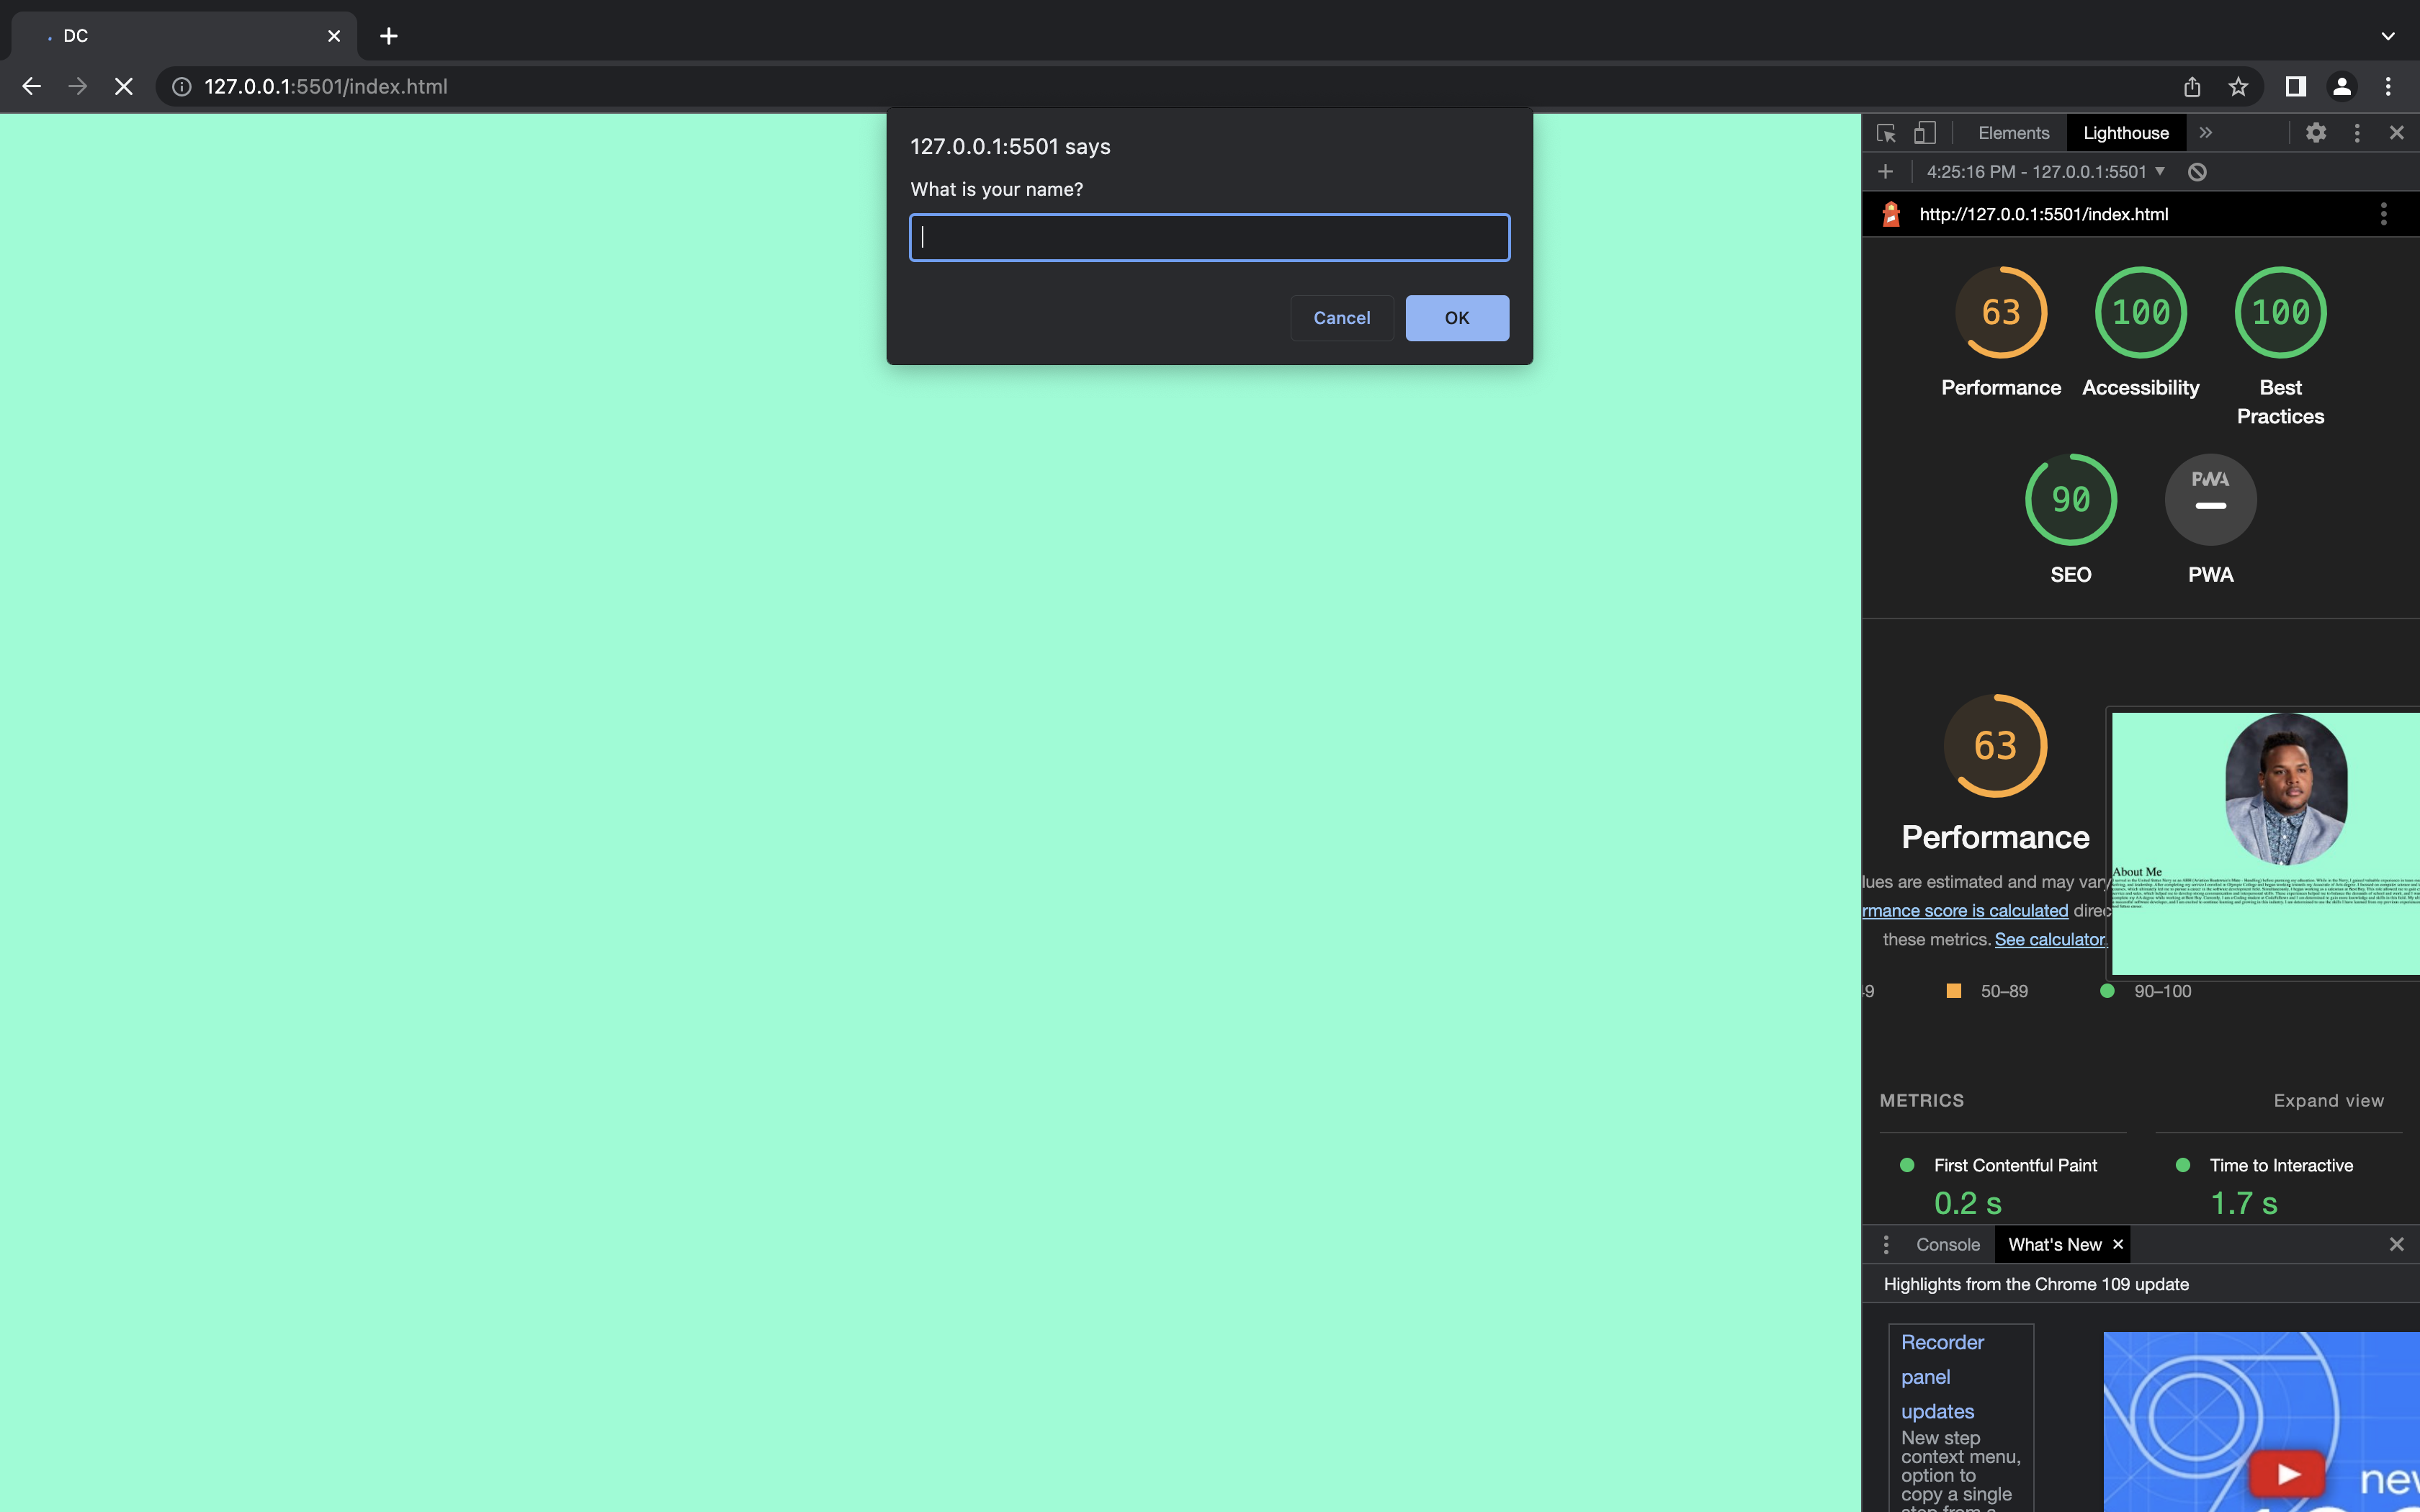 DC
127.0.0.1:5501/index.html
127.0.0.1:5501 says
What is your name?
Cancel
OK
Elements
Lighthouse
4:25:16 PM - 127.0.0.1:5501
http://127.0.0.1:5501/index.html
63
100
100
Performance
Accessibility
Best
Practices
90
PWA
SEO
PWA
63
Performance
About Me
lues are estimated and may vary
rmance score is calculated direc
these metrics. See calculator.
49
50–89
90–100
METRICS
Expand view
First Contentful Paint
0.2 s
Time to Interactive
1.7 s
Console
What's New
Highlights from the Chrome 109 update
Recorder
panel
updates
New step
context menu,
option to
copy a single
step from a
new